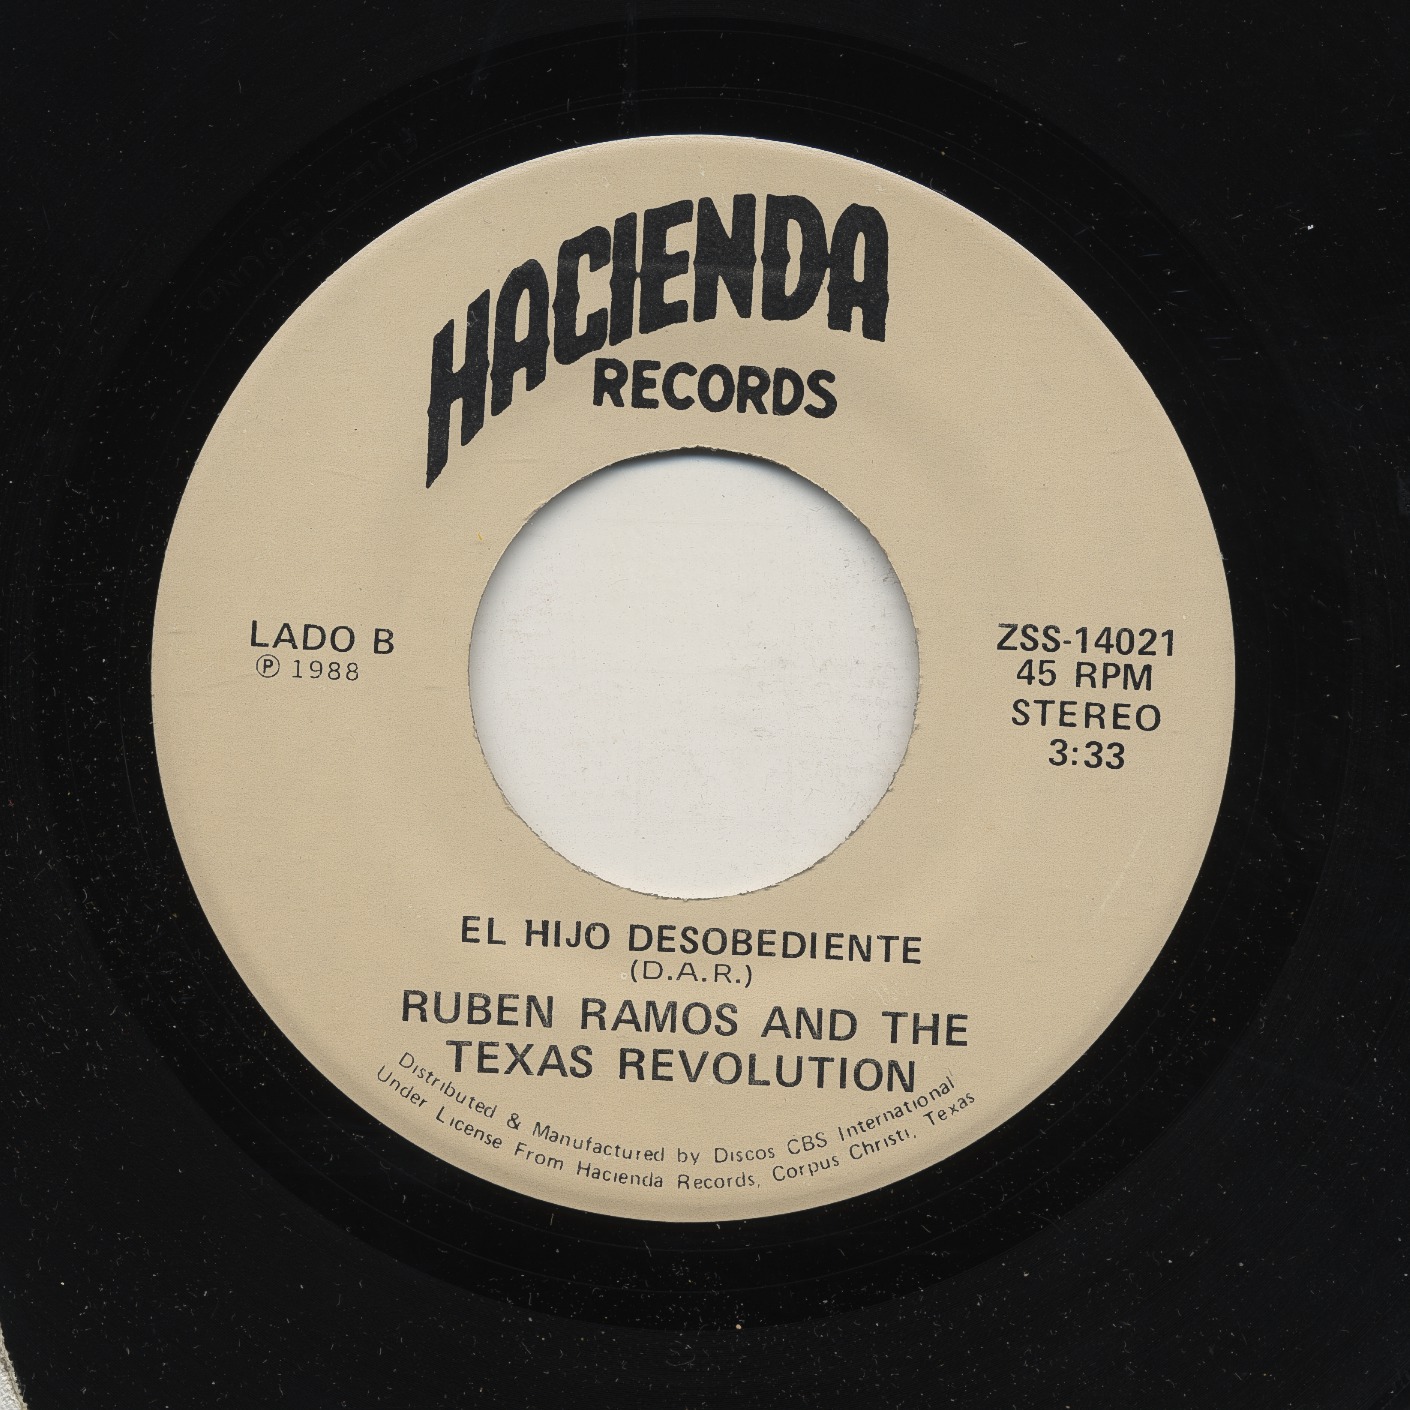 HACIENDA
RECORDS
LADO B
Ⓟ 1988
ZSS-14021
45 RPM
STEREO
3:33
EL HIJO DESOBEDIENTE
(D.A.R.)
RUBEN RAMOS AND THE
TEXAS REVOLUTION
Distributed & Manufactured by Discos CBS International
Under License From Hacienda Records, Corpus Christi, Texas